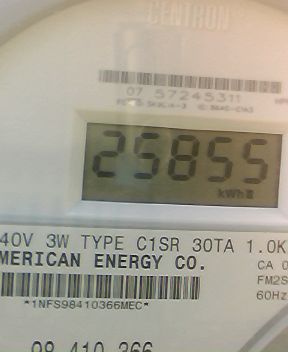 CENTRON
07 57245311
25855
kWh
40V 3W TYPE C1SR 30TA 1.0K
MERICAN ENERGY CO.
CA 0
FM2S
60Hz
*1NFS98410366MEC*
98 410 366